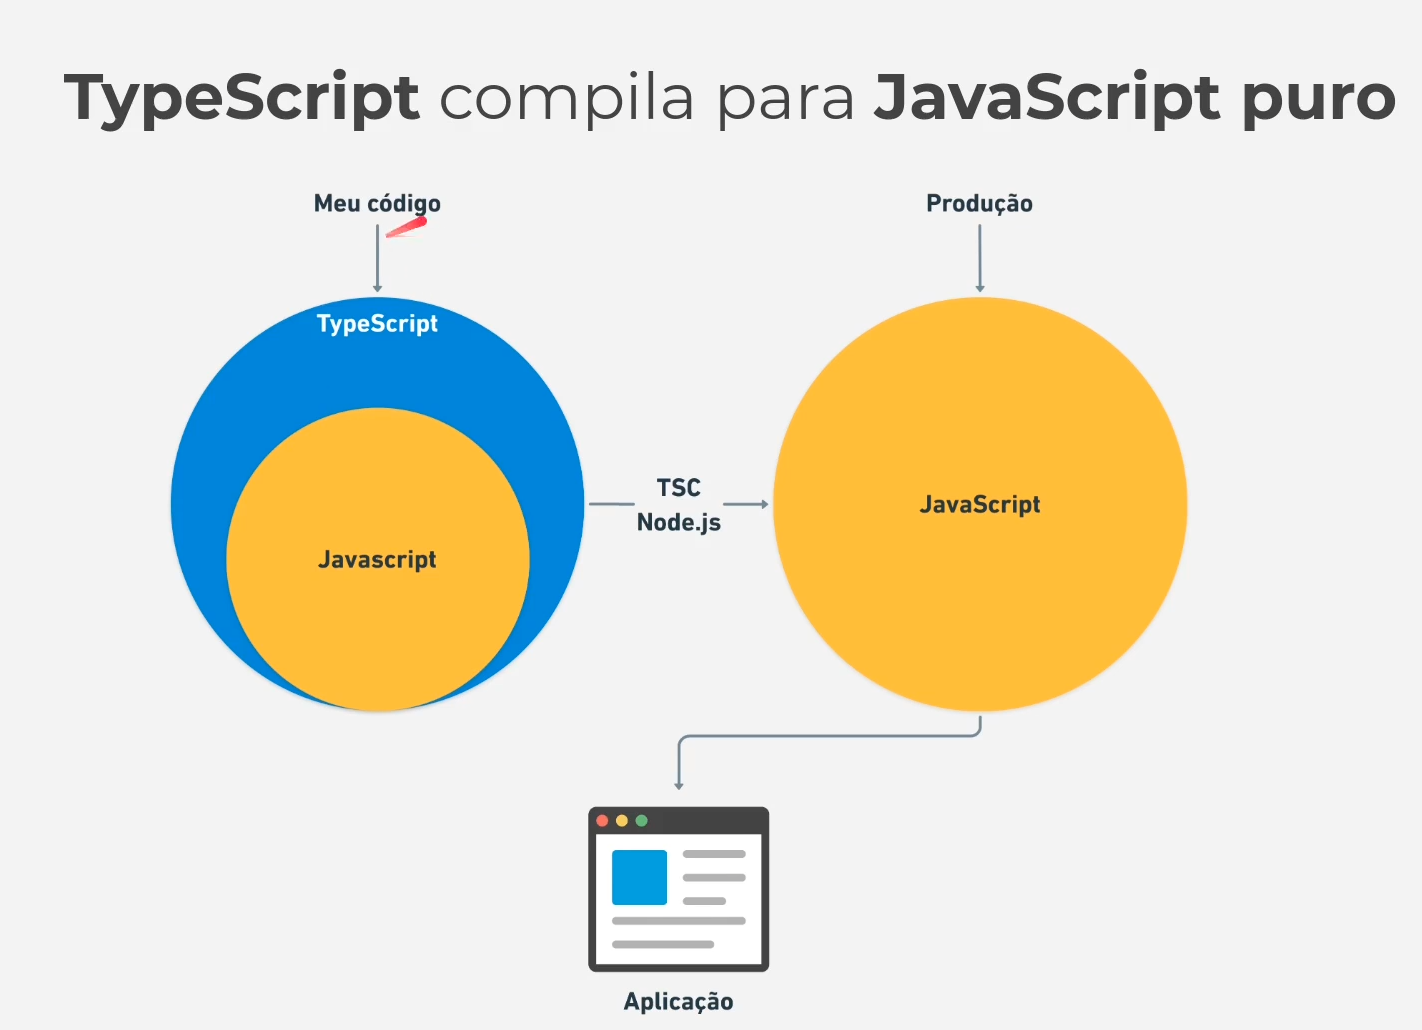 TypeScript compila para JavaScript puro
Meu código
Produção
TypeScript
Javascript
TSC
Node.js
JavaScript
Aplicação